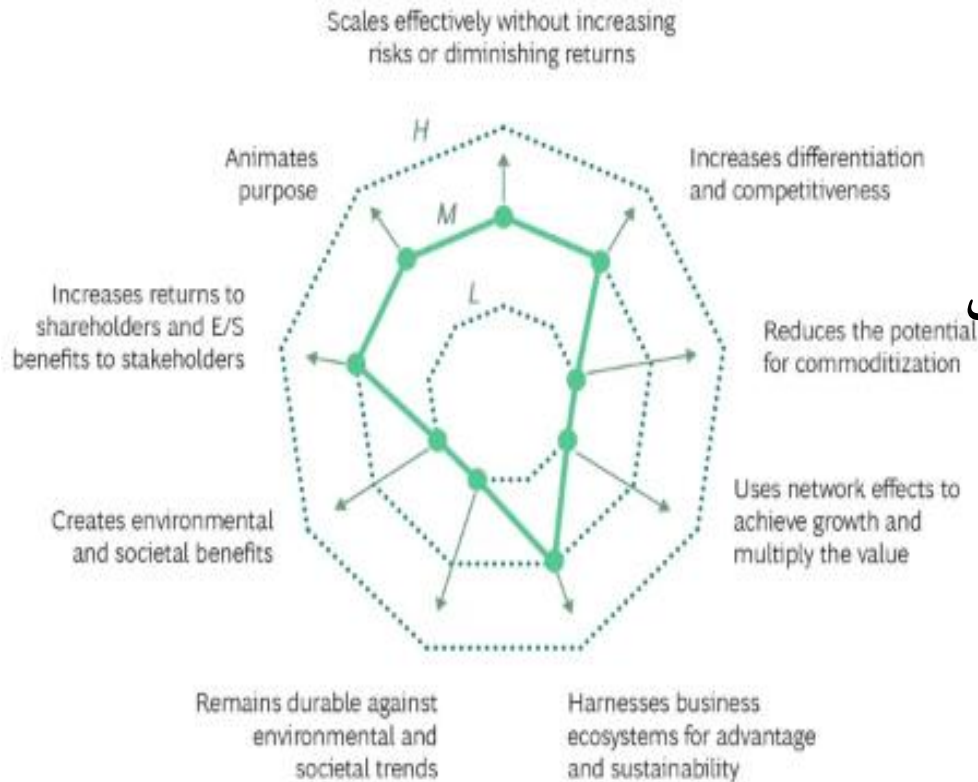 Scales effectively without increasing
risks or diminishing returns
H
Animates
purpose
Increases differentiation
and competitiveness
M
L
Increases returns to
shareholders and E/S
benefits to stakeholders
Reduces the potential
for commoditization
Creates environmental
and societal benefits
Uses network effects to
achieve growth and
multiply the value
Remains durable against
environmental and
societal trends
Harnesses business
ecosystems for advantage
and sustainability